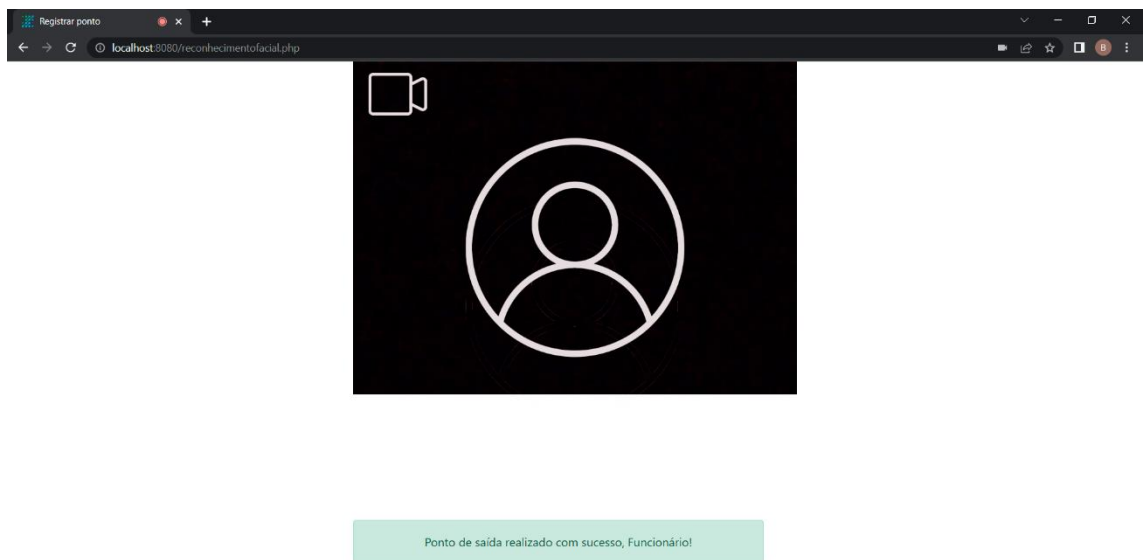 Registrar ponto
localhost:8080/reconhecimentofacial.php
B
Ponto de saída realizado com sucesso, Funcionário!